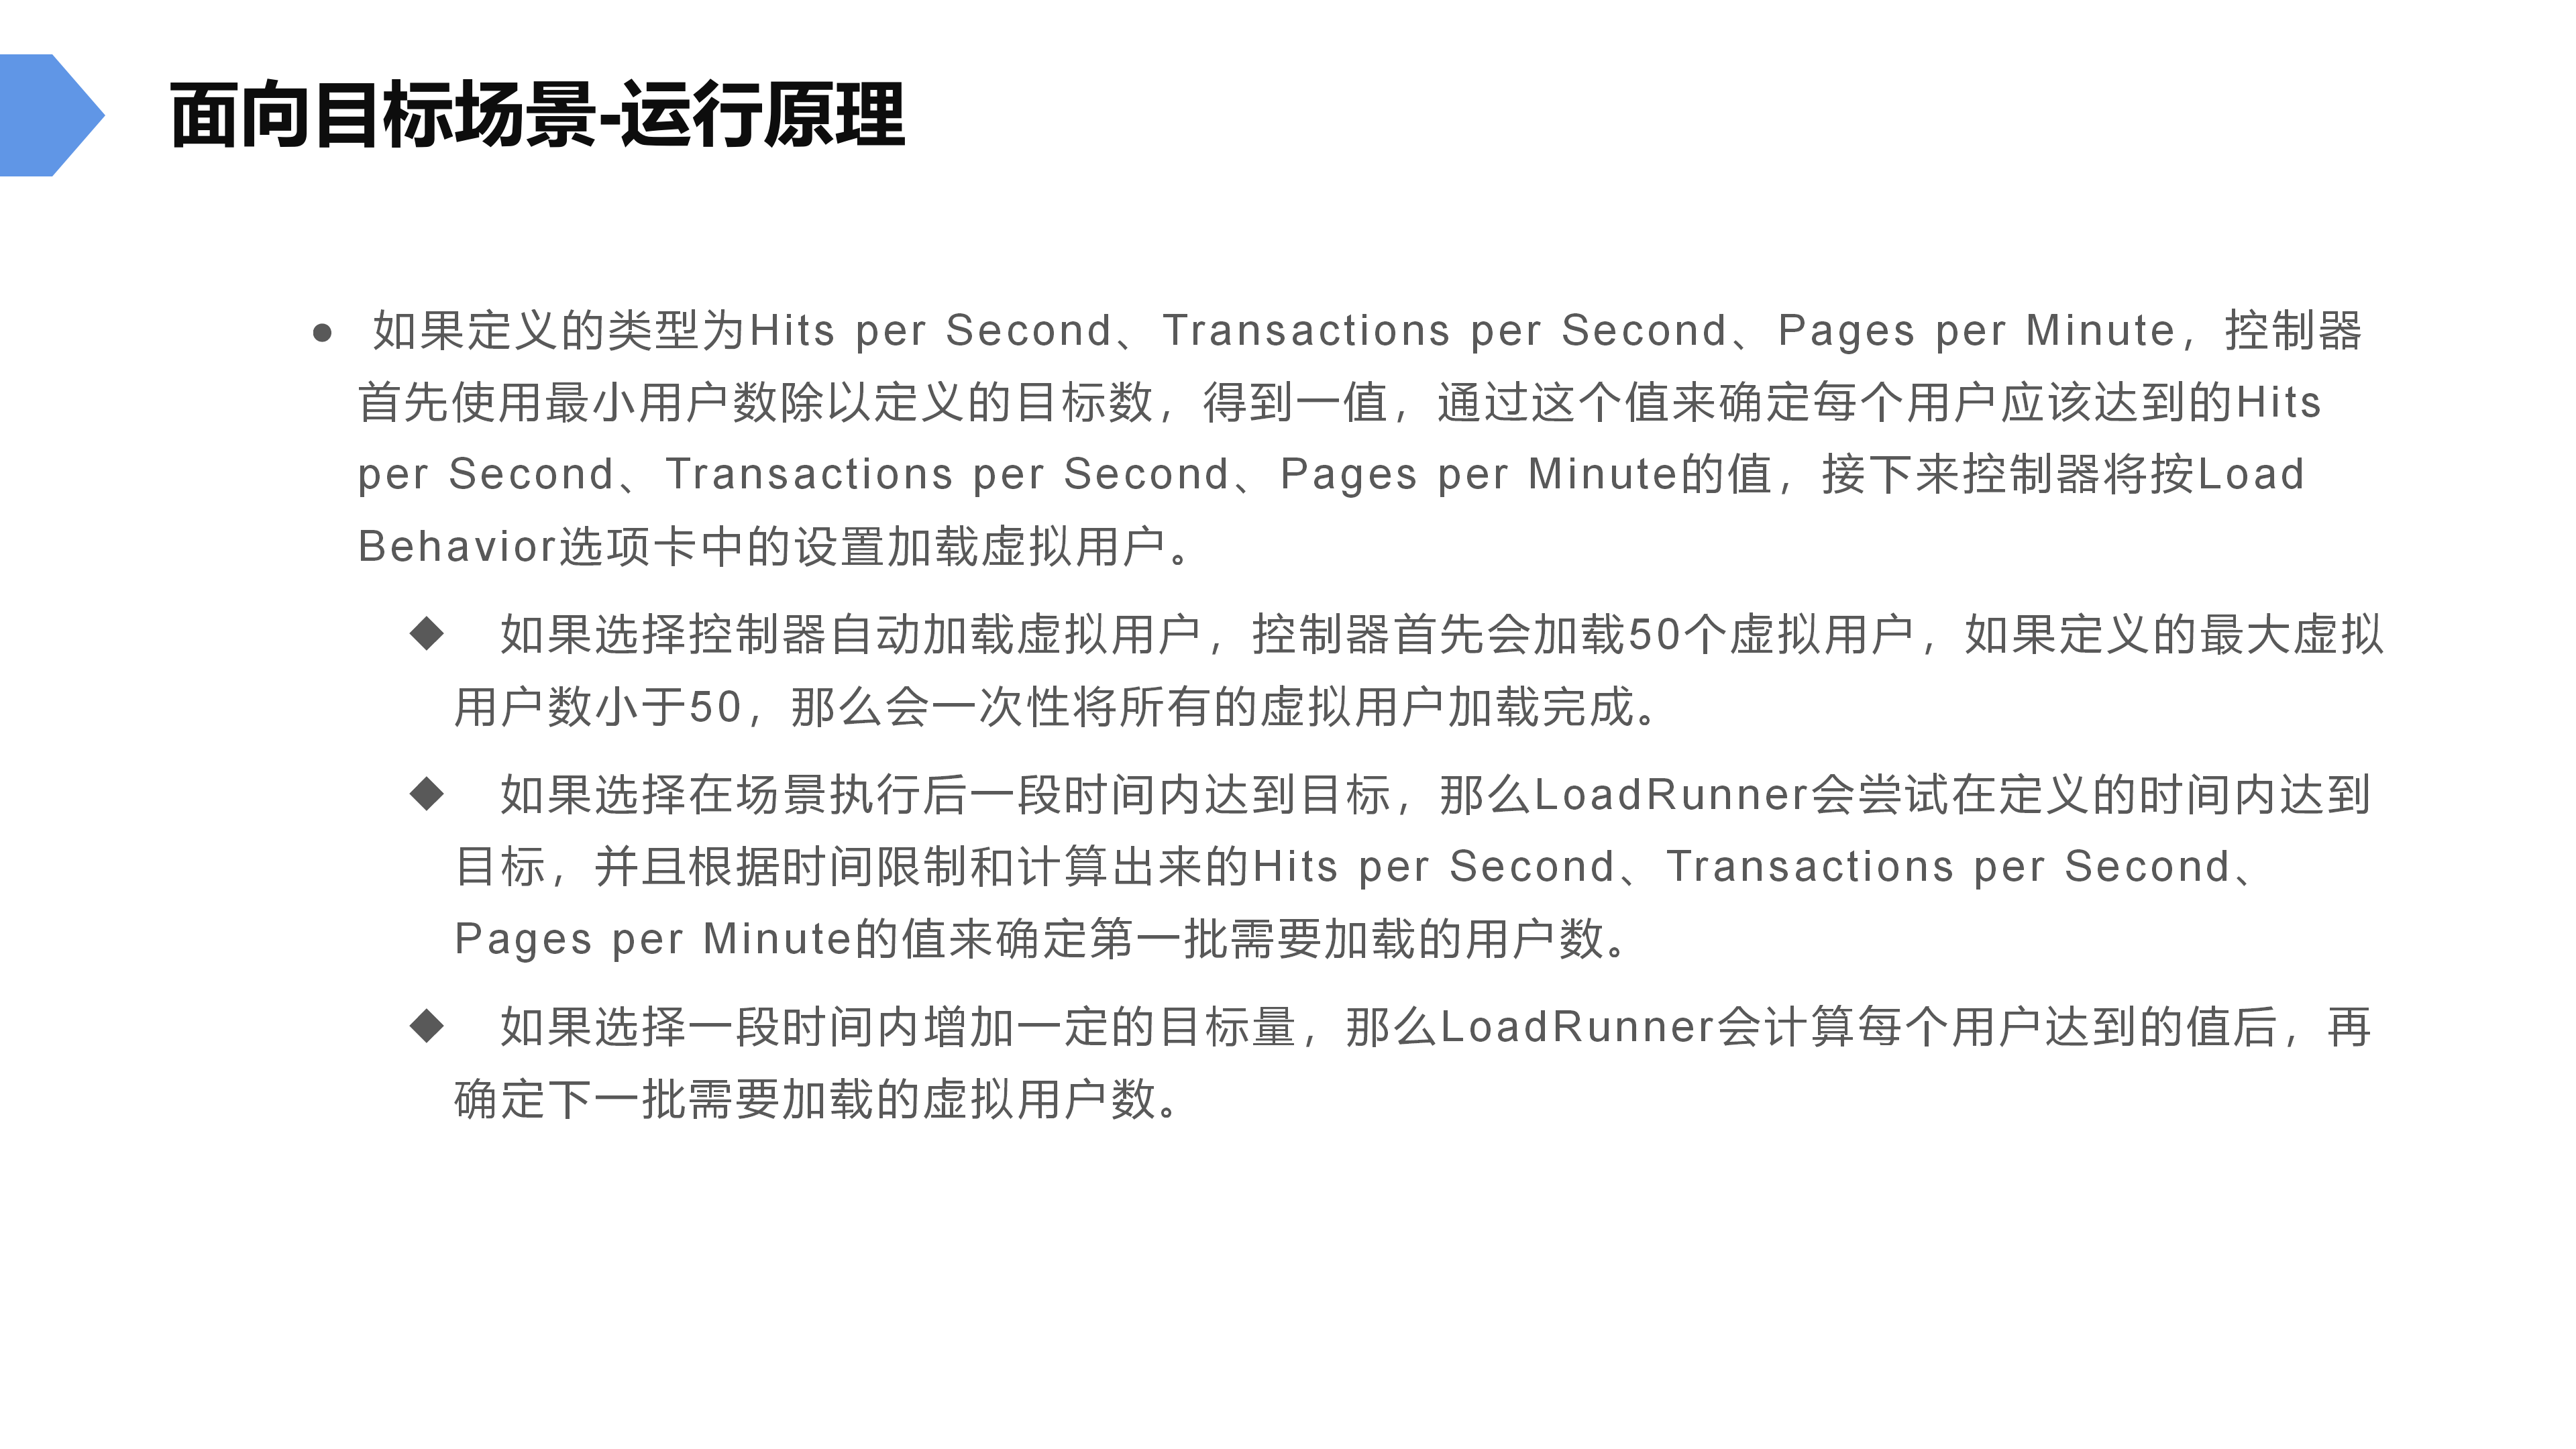 面向目标场景-运行原理
● 如果定义的类型为Hits per Second、Transactions per Second、Pages per Minute，控制器
首先使用最小用户数除以定义的目标数，得到一值，通过这个值来确定每个用户应该达到的Hits
per Second、Transactions per Second、Pages per Minute的值，接下来控制器将按Load
Behavior选项卡中的设置加载虚拟用户。
◆ 如果选择控制器自动加载虚拟用户，控制器首先会加载50个虚拟用户，如果定义的最大虚拟
用户数小于50，那么会一次性将所有的虚拟用户加载完成。
◆ 如果选择在场景执行后一段时间内达到目标，那么LoadRunner会尝试在定义的时间内达到
目标，并且根据时间限制和计算出来的Hits per Second、Transactions per Second、
Pages per Minute的值来确定第一批需要加载的用户数。
◆ 如果选择一段时间内增加一定的目标量，那么LoadRunner会计算每个用户达到的值后，再
确定下一批需要加载的虚拟用户数。